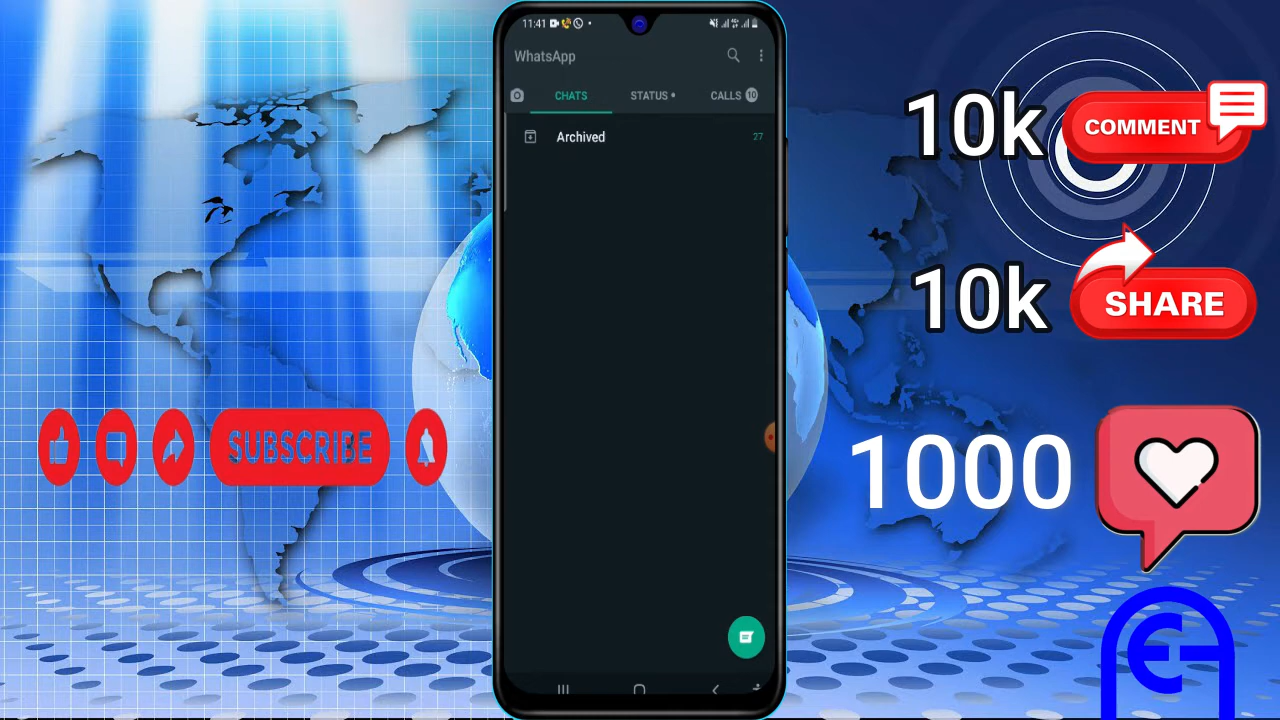 11:41
WhatsApp
CHATS
STATUS •
CALLS 10
Archived 27
10k COMMENT
10k SHARE
SUBSCRIBE
1000